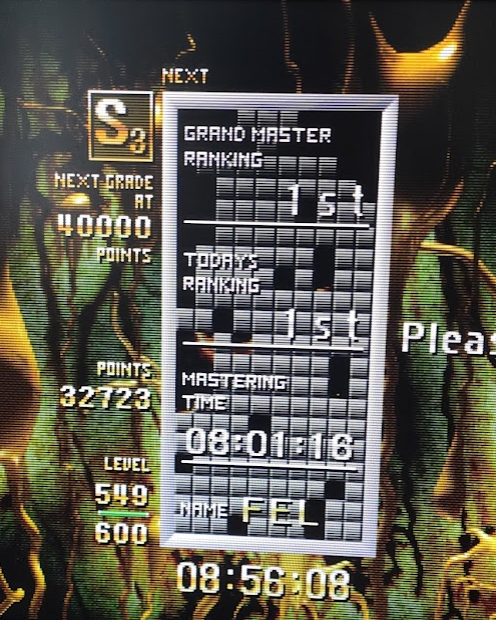 NEXT
S3
NEXT GRADE
AT
40000
POINTS
POINTS
32723
LEVEL
549
600
GRAND MASTER
RANKING
1st
TODAY'S
RANKING
1st
MASTERING
TIME
08:01:16
NAME FEL
08:56:08
Pleas